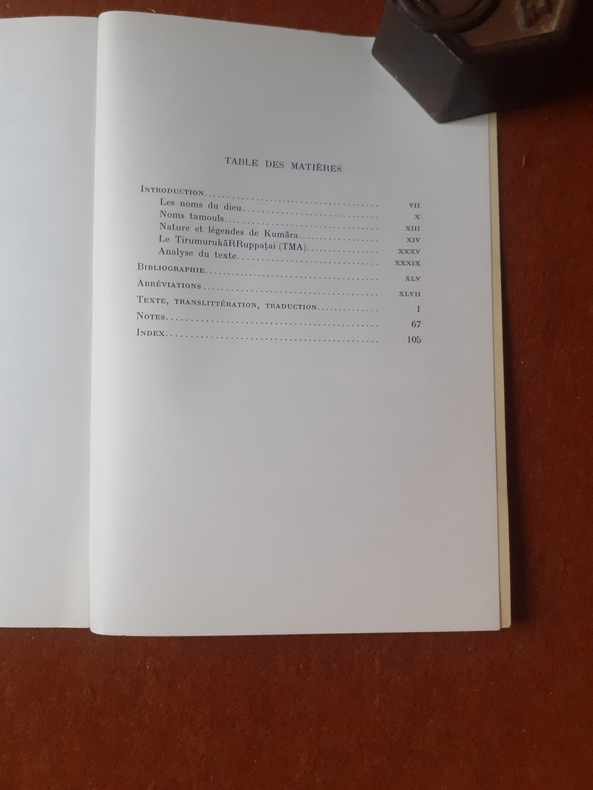 TABLE DES MATIÈRES
INTRODUCTION........................................ VII
Les noms du dieu........................... X
Noms tamouls............................... XIII
Nature et légendes de Kumāra................ XIV
Le TirumurukāRRuppaṭai (TMA)............... XXXV
Analyse du texte............................ XXXIX
BIBLIOGRAPHIE....................................... XLV
ABRÉVIATIONS........................................ XLVII
TEXTE, TRANSLITTÉRATION, TRADUCTION............ 1
NOTES.............................................. 67
INDEX.............................................. 105